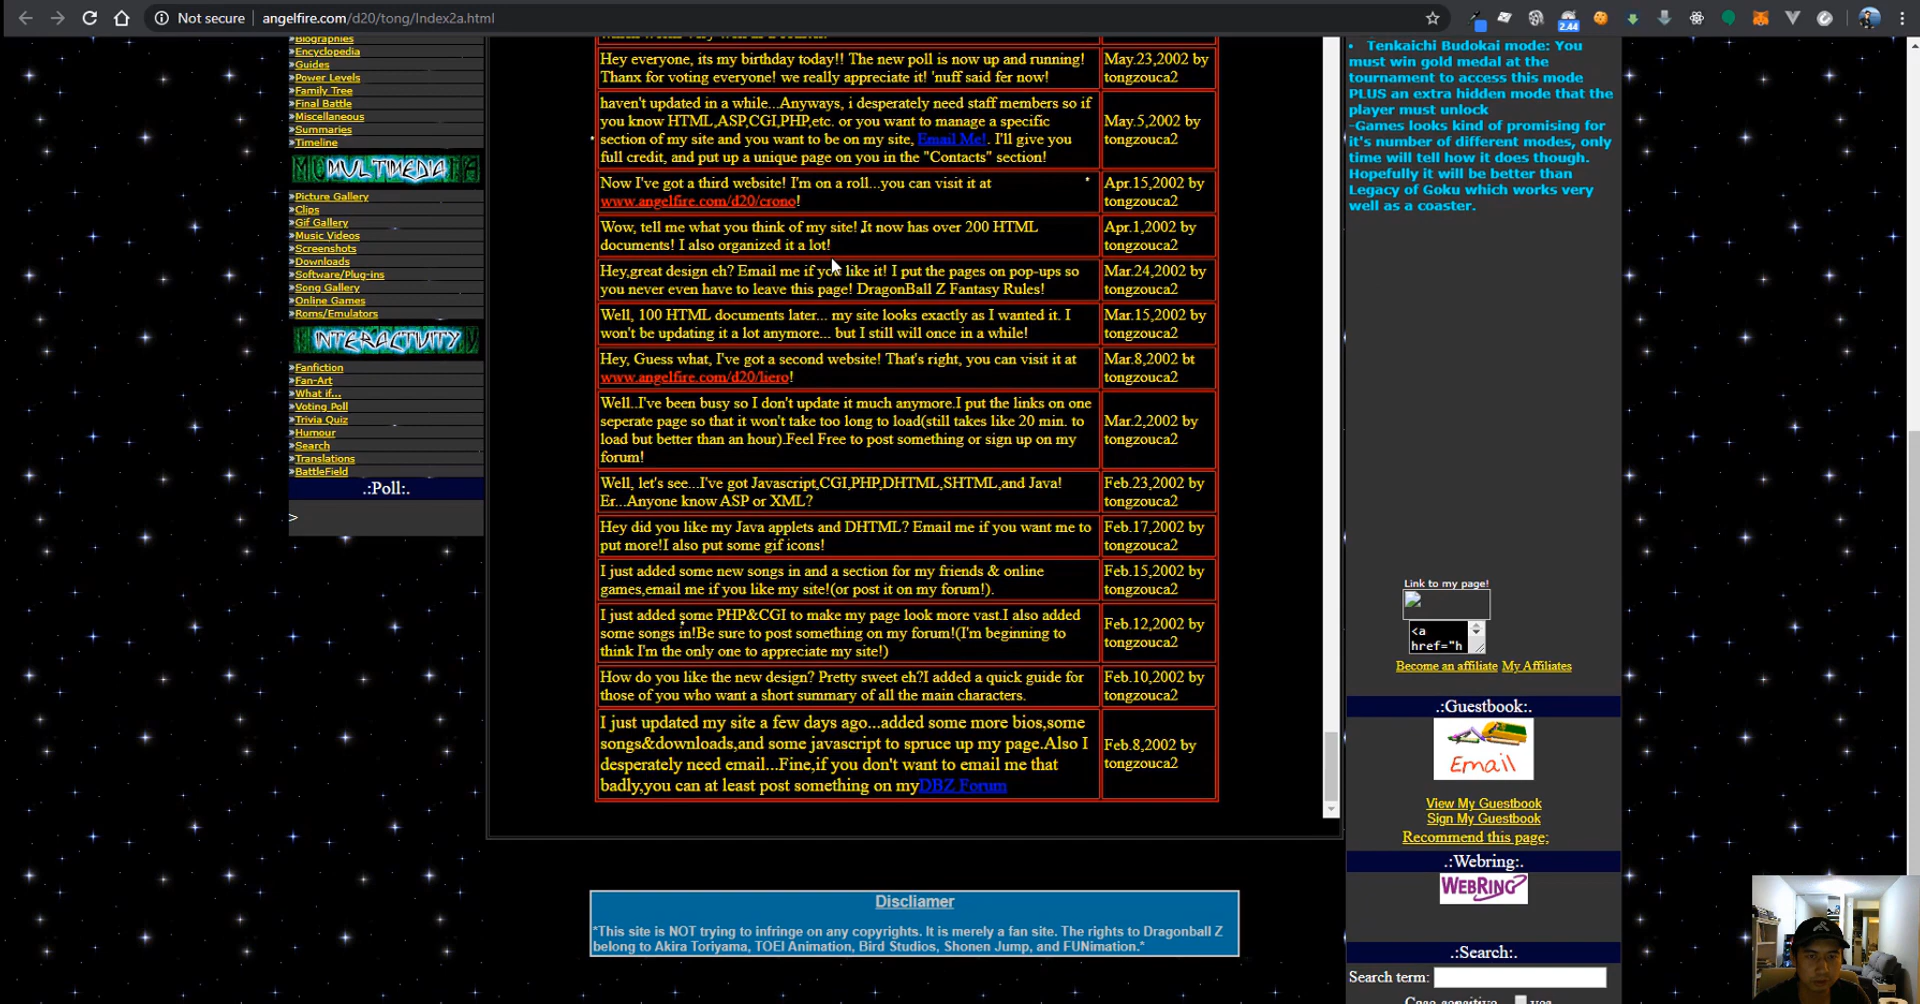 Not secure
angelfire.com/d20/tong/Index2a.html
2.44
»Biographies
»Encyclopedia
»Guides
»Power Levels
»Family Tree
»Final Battle
»Miscellaneous
»Summaries
»Timeline
MULTIMEDIA
»Picture Gallery
»Clips
»Gif Gallery
»Music Videos
»Screenshots
»Downloads
»Software/Plug-ins
»Song Gallery
»Online Games
»Roms/Emulators
INTERACTIVITY
»Fanfiction
»Fan-Art
»What if...
»Voting Poll
»Trivia Quiz
»Humour
»Search
»Translations
»BattleField
.:Poll:.
>
Hey everyone, its my birthday today!! The new poll is now up and running!
Thanx for voting everyone! we really appreciate it! 'nuff said fer now!
May.23,2002 by
tongzouca2
haven't updated in a while...Anyways, i desperately need staff members so if
you know HTML,ASP,CGI,PHP,etc. or you want to manage a specific
section of my site and you want to be on my site, Email Me!. I'll give you
full credit, and put up a unique page on you in the "Contacts" section!
May.5,2002 by
tongzouca2
Now I've got a third website! I'm on a roll...you can visit it at
www.angelfire.com/d20/crono!
Apr.15,2002 by
tongzouca2
Wow, tell me what you think of my site! It now has over 200 HTML
documents! I also organized it a lot!
Apr.1,2002 by
tongzouca2
Hey,great design eh? Email me if you like it! I put the pages on pop-ups so
you never even have to leave this page! DragonBall Z Fantasy Rules!
Mar.24,2002 by
tongzouca2
Well, 100 HTML documents later... my site looks exactly as I wanted it. I
won't be updating it a lot anymore... but I still will once in a while!
Mar.15,2002 by
tongzouca2
Hey, Guess what, I've got a second website! That's right, you can visit it at
www.angelfire.com/d20/liero!
Mar.8,2002 bt
tongzouca2
Well..I've been busy so I don't update it much anymore.I put the links on one
seperate page so that it won't take too long to load(still takes like 20 min. to
load but better than an hour).Feel Free to post something or sign up on my
forum!
Mar.2,2002 by
tongzouca2
Well, let's see...I've got Javascript,CGI,PHP,DHTML,SHTML,and Java!
Er...Anyone know ASP or XML?
Feb.23,2002 by
tongzouca2
Hey did you like my Java applets and DHTML? Email me if you want me to
put more!I also put some gif icons!
Feb.17,2002 by
tongzouca2
I just added some new songs in and a section for my friends & online
games,email me if you like my site!(or post it on my forum!).
Feb.15,2002 by
tongzouca2
I just added some PHP&CGI to make my page look more vast.I also added
some songs in!Be sure to post something on my forum!(I'm beginning to
think I'm the only one to appreciate my site!)
Feb.12,2002 by
tongzouca2
How do you like the new design? Pretty sweet eh?I added a quick guide for
those of you who want a short summary of all the main characters.
Feb.10,2002 by
tongzouca2
I just updated my site a few days ago...added some more bios,some
songs&downloads,and some javascript to spruce up my page.Also I
desperately need email...Fine,if you don't want to email me that
badly,you can at least post something on myDBZ Forum
Feb.8,2002 by
tongzouca2
Discliamer
*This site is NOT trying to infringe on any copyrights. It is merely a fan site. The rights to Dragonball Z
belong to Akira Toriyama, TOEI Animation, Bird Studios, Shonen Jump, and FUNimation.*
• Tenkaichi Budokai mode: You
must win gold medal at the
tournament to access this mode
PLUS an extra hidden mode that the
player must unlock
-Games looks kind of promising for
it's number of different modes, only
time will tell how it does though.
Hopefully it will be better than
Legacy of Goku which works very
well as a coaster.
Link to my page!
<a
href="h
Become an affiliate My Affiliates
.:Guestbook:.
Email
View My Guestbook
Sign My Guestbook
Recommend this page;
.:Webring:.
WEBRING
.:Search:.
Search term:
Case-sensitive yes